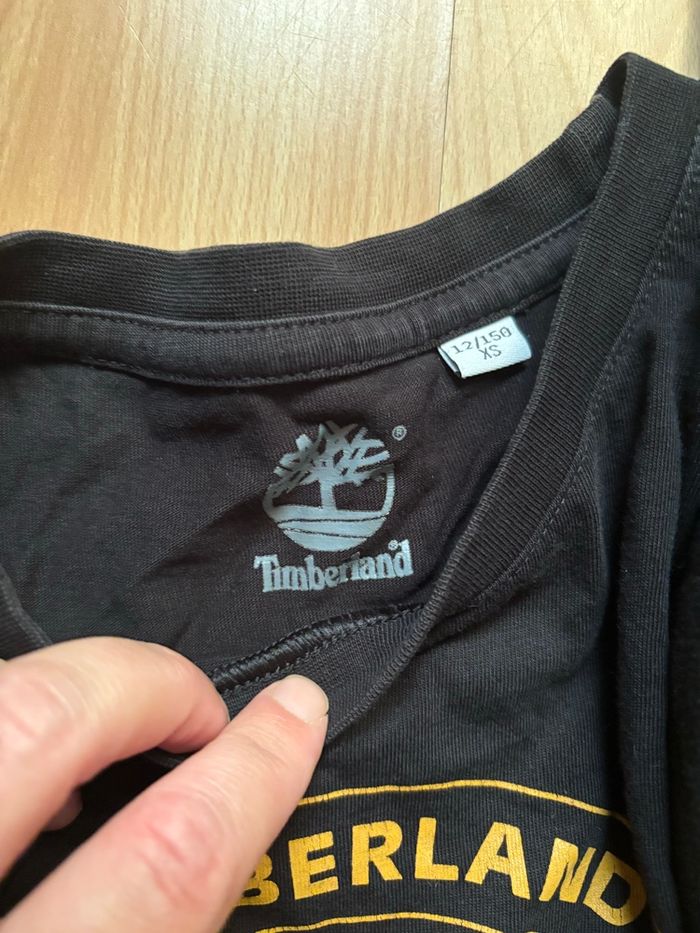 12/150
XS
®
Timberland®
BERLAND